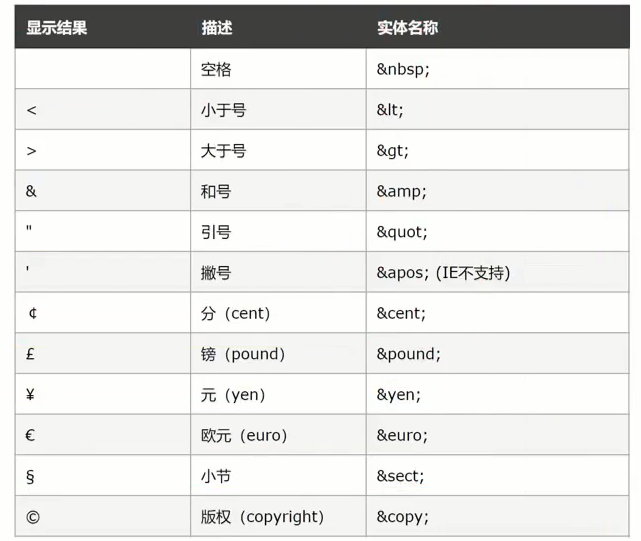 显示结果 描述 实体名称
空格 &nbsp;
< 小于号 &lt;
> 大于号 &gt;
& 和号 &amp;
" 引号 &quot;
' 撇号 &apos; (IE不支持)
¢ 分（cent） &cent;
£ 镑（pound） &pound;
¥ 元（yen） &yen;
€ 欧元（euro） &euro;
§ 小节 &sect;
© 版权（copyright） &copy;